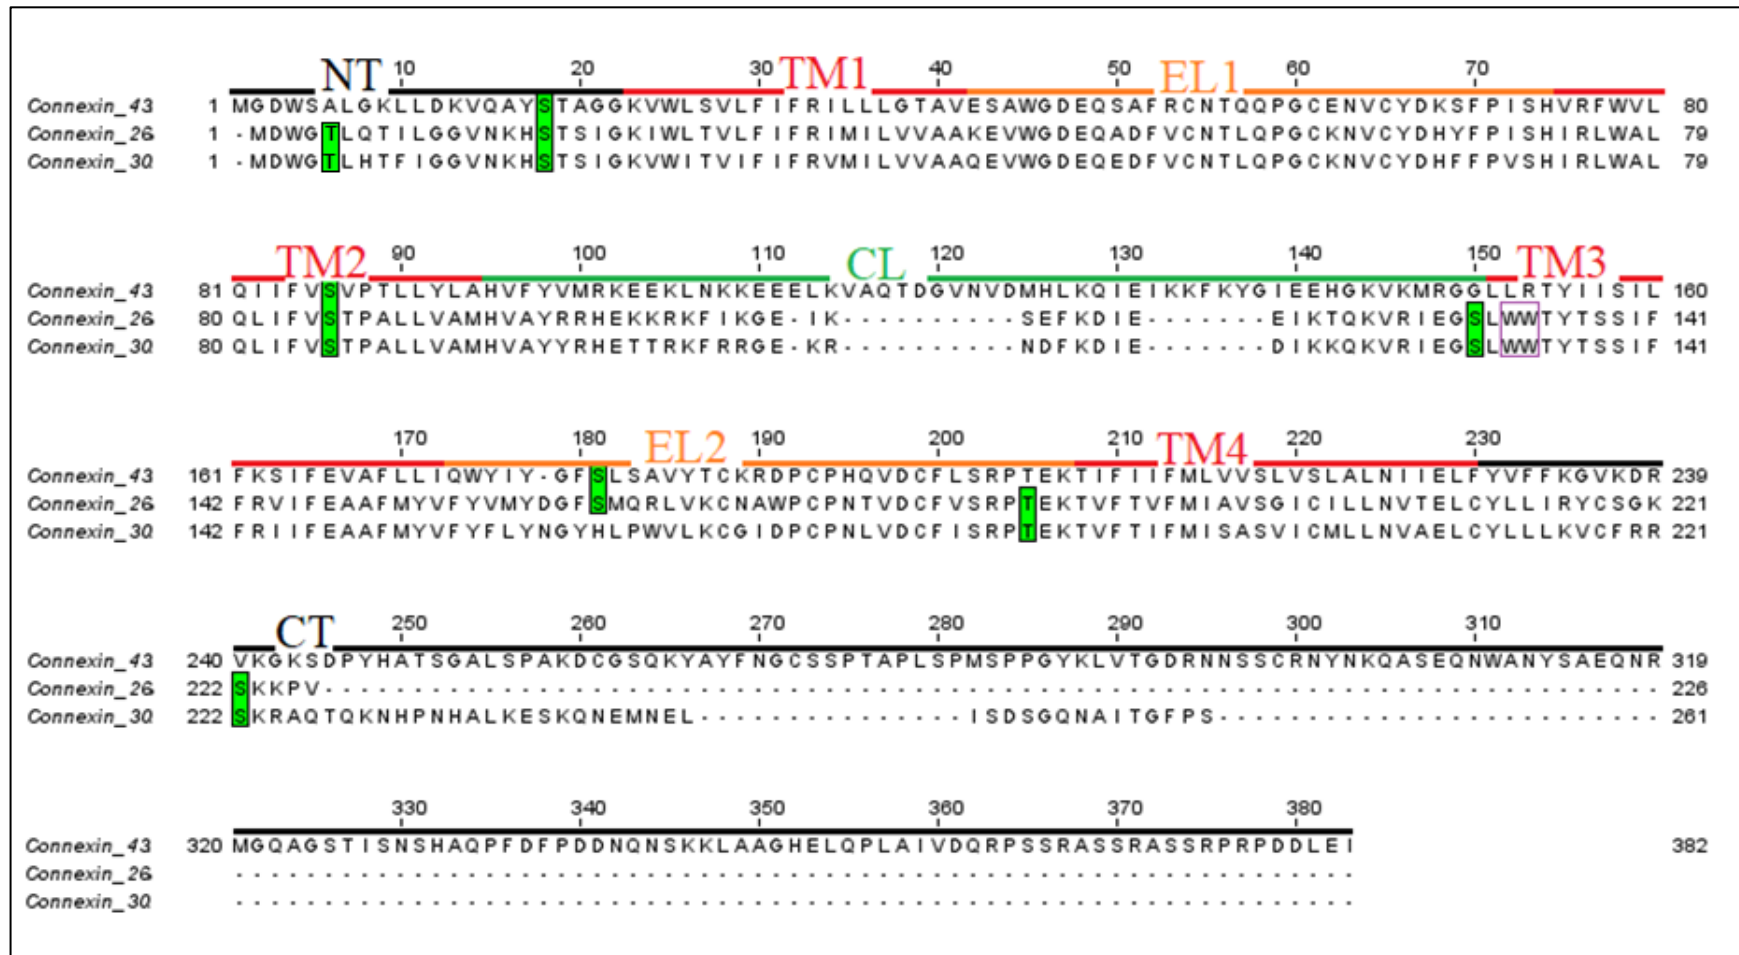 NT 10 20 30 TM1 40 50 EL1 60 70
Connexin_43 1 MGDWSALGKLLDKVQAYSTAGGKVWLSVLFIFRILLLGTAVESAWGDEQSAFRCNTQQPGCENVCYDKSFPISHVRFWVL 80
Connexin_26 1 -MDWGTLQTILGGVNKHSTSIGKIWLTVLFIFRIMILVVAAKEVWGDEQADFVCNTLQPGCKNVCYDHYFPISHIRLWAL 79
Connexin_30 1 -MDWGTLHTFIGGVNKHSTSIGKVWITVIFIFRVMILVVAAQEVWGDEQEDFVCNTLQPGCKNVCYDHFFPVSHIRLWAL 79
TM2 90 100 110 CL 120 130 140 150 TM3
Connexin_43 81 QIIFVSVPTLLYLAHVFYVMRKEEKLNKKEEELKVAQTDGVNVDMHLKQIEIKKFKYGIEEHGKVKMRGGLLRTYIISIL 160
Connexin_26 80 QLIFVSTPALLVAMHVAYRRHEKKRKFIKGE-IK----------SEFKDIE-------EIKTQKVRIEGSLWWTYTSSIF 141
Connexin_30 80 QLIFVSTPALLVAMHVAYYRHETTRKFRRGE-KR----------NDFKDIE-------DIKKQKVRIEGSLWWTYTSSIF 141
170 180 EL2 190 200 210 TM4 220 230
Connexin_43 161 FKSIFEVAFLLIQWYIY-GFSLSAVYTCKRDPCPHQVDCFLSRPTEKTIFIIFMLVVSLVSLALNIIELFYVFFKGVKDR 239
Connexin_26 142 FRVIFEAAFMYVFYVMYDGFSMQRLVKCNAWPCPNTVDCFVSRPTEKTVFTVFMIAVSGICILLNVTELCYLLIRYCSGK 221
Connexin_30 142 FRIIFEAAFMYVFYFLYNGYHLPWVLKCGIDPCPNLVDCFISRPTEKTVFTIFMISASVICMLLNVAELCYLLLKVCFRR 221
CT 250 260 270 280 290 300 310
Connexin_43 240 VKGKSDPYHATSGALSPAKDCGSQKYAYFNGCSSPTAPLSPMSPPGYKLVTGDRNNSSCRNYNKQASEQNWANYSAEQNR 319
Connexin_26 222 SKKPV--------------------------------------------------------------------------- 226
Connexin_30 222 SKRAQTQKNHPNHALKESKQNEMNEL---------------ISDSGQNAITGFPS------------------------- 261
330 340 350 360 370 380
Connexin_43 320 MGQAGSTISNSHAQPFDFPDDNQNSKKLAAGHELQPLAIVDQRPSSRASSRASSRPRPDDLEI 382
Connexin_26 ---------------------------------------------------------------
Connexin_30 ---------------------------------------------------------------